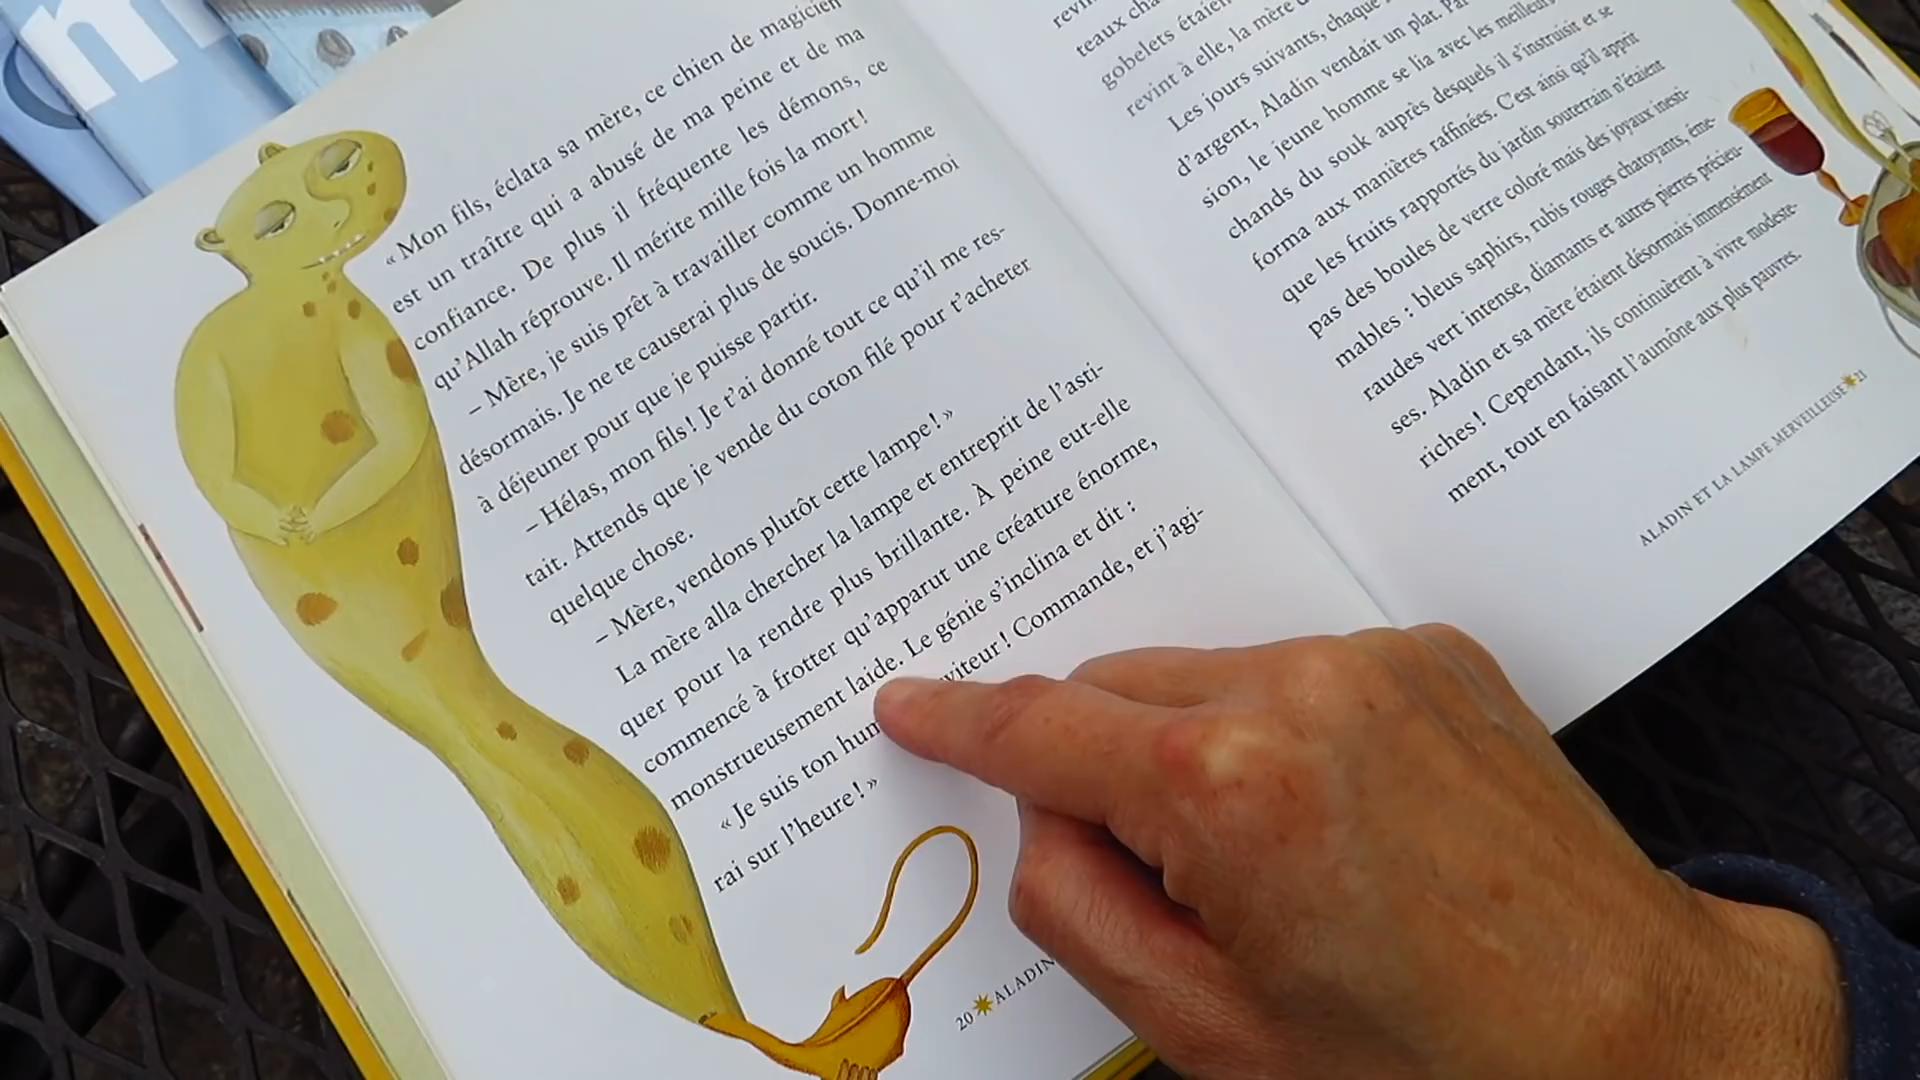 « Mon fils, éclata sa mère, ce chien de magicien
est un traître qui a abusé de ma peine et de ma
confiance. De plus il fréquente les démons, ce
qu'Allah réprouve. Il mérite mille fois la mort !
– Mère, je suis prêt à travailler comme un homme
désormais. Je ne te causerai plus de soucis. Donne-moi
à déjeuner pour que je puisse partir.
– Hélas, mon fils ! Je t'ai donné tout ce qu'il me res-
tait. Attends que je vende du coton filé pour t'acheter
quelque chose.
– Mère, vendons plutôt cette lampe ! »
La mère alla chercher la lampe et entreprit de l'asti-
quer pour la rendre plus brillante. À peine eut-elle
commencé à frotter qu'apparut une créature énorme,
monstrueusement laide. Le génie s'inclina et dit :
« Je suis ton hum viteur ! Commande, et j'agi-
rai sur l'heure ! »
20 ALADIN
revin
teaux cha
gobelets étaien
revint à elle, la mère
Les jours suivants, chaque
d'argent, Aladin vendait un plat.
sion, le jeune homme se lia avec les meilleurs
chands du souk auprès desquels il s'instruisit et se
forma aux manières raffinées. C'est ainsi qu'il apprit
que les fruits rapportés du jardin souterrain n'étaient
pas des boules de verre coloré mais des joyaux inesti-
mables : bleus saphirs, rubis rouges chatoyants, éme-
raudes vert intense, diamants et autres pierres précieu-
ses. Aladin et sa mère étaient désormais immensément
riches ! Cependant, ils continuèrent à vivre modeste-
ment, tout en faisant l'aumône aux plus pauvres.
ALADIN ET LA LAMPE MERVEILLEUSE 21